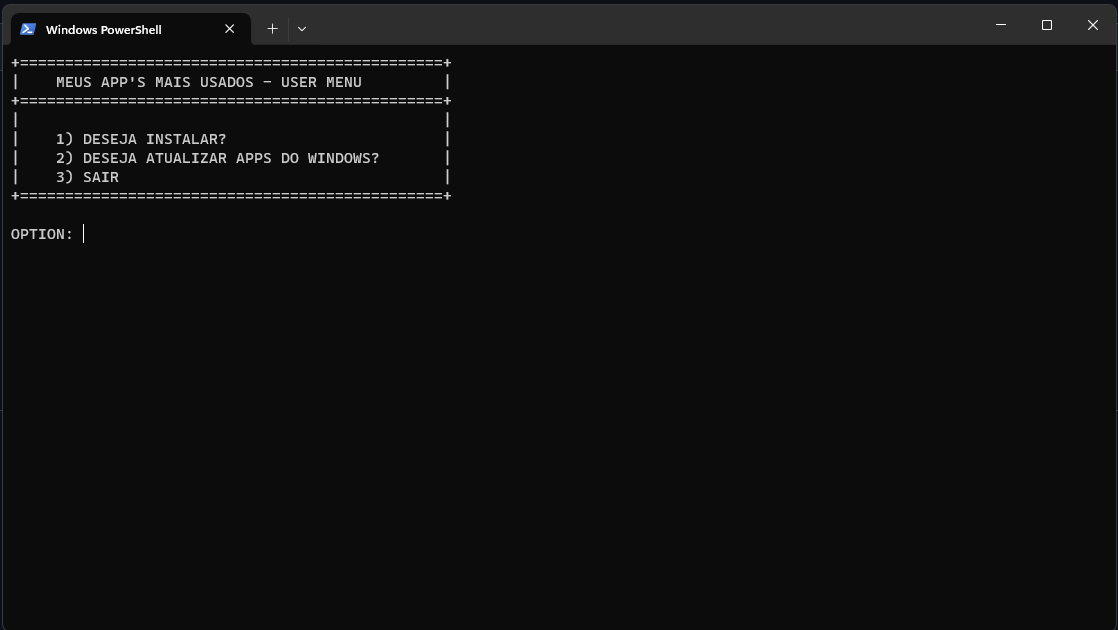 Windows PowerShell
+===============================================+
|    MEUS APP'S MAIS USADOS - USER MENU         |
+===============================================+
|                                               |
|    1) DESEJA INSTALAR?                        |
|    2) DESEJA ATUALIZAR APPS DO WINDOWS?       |
|    3) SAIR                                    |
+===============================================+
OPTION: